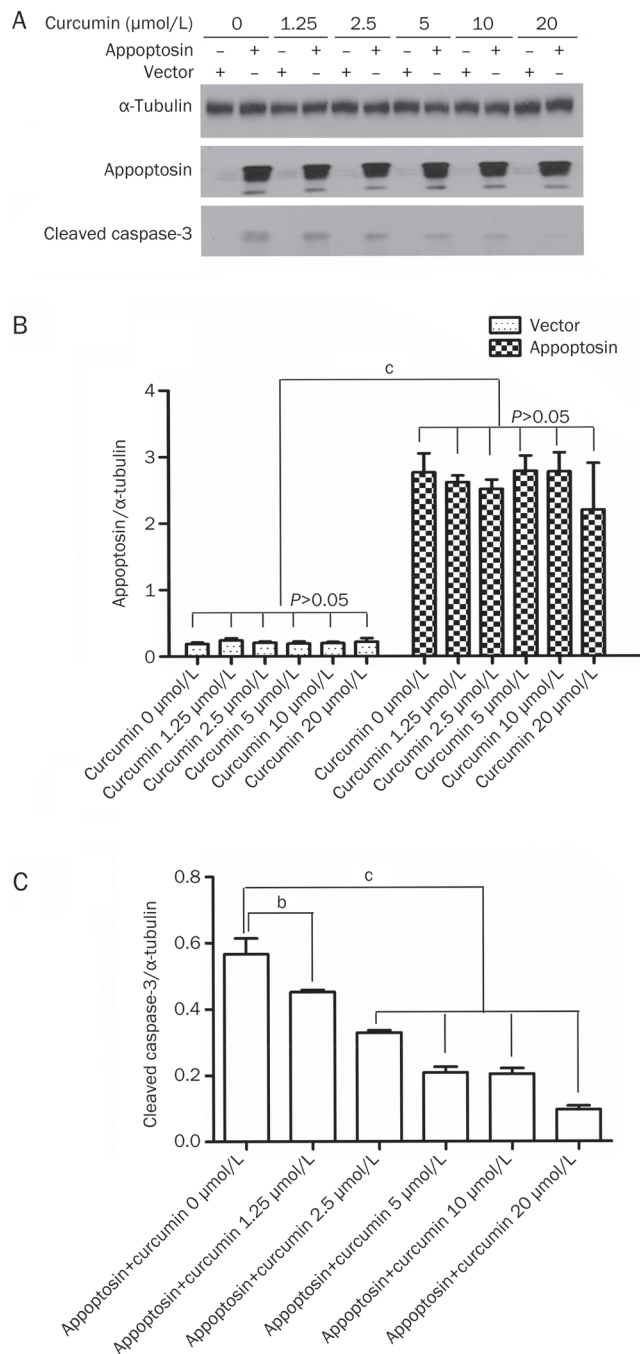 A
Curcumin (µmol/L) 0 1.25 2.5 5 10 20
Appoptosin – + – + – + – + – + – +
Vector + – + – + – + – + – + –
α-Tubulin
Appoptosin
Cleaved caspase-3
B
Vector
Appoptosin
c
P>0.05
P>0.05
Appoptosin/α-tubulin
4
3
2
1
0
Curcumin 0 µmol/L
Curcumin 1.25 µmol/L
Curcumin 2.5 µmol/L
Curcumin 5 µmol/L
Curcumin 10 µmol/L
Curcumin 20 µmol/L
Curcumin 0 µmol/L
Curcumin 1.25 µmol/L
Curcumin 2.5 µmol/L
Curcumin 5 µmol/L
Curcumin 10 µmol/L
Curcumin 20 µmol/L
C
c
b
Cleaved caspase-3/α-tubulin
0.8
0.6
0.4
0.2
0.0
Appoptosin+curcumin 0 µmol/L
Appoptosin+curcumin 1.25 µmol/L
Appoptosin+curcumin 2.5 µmol/L
Appoptosin+curcumin 5 µmol/L
Appoptosin+curcumin 10 µmol/L
Appoptosin+curcumin 20 µmol/L